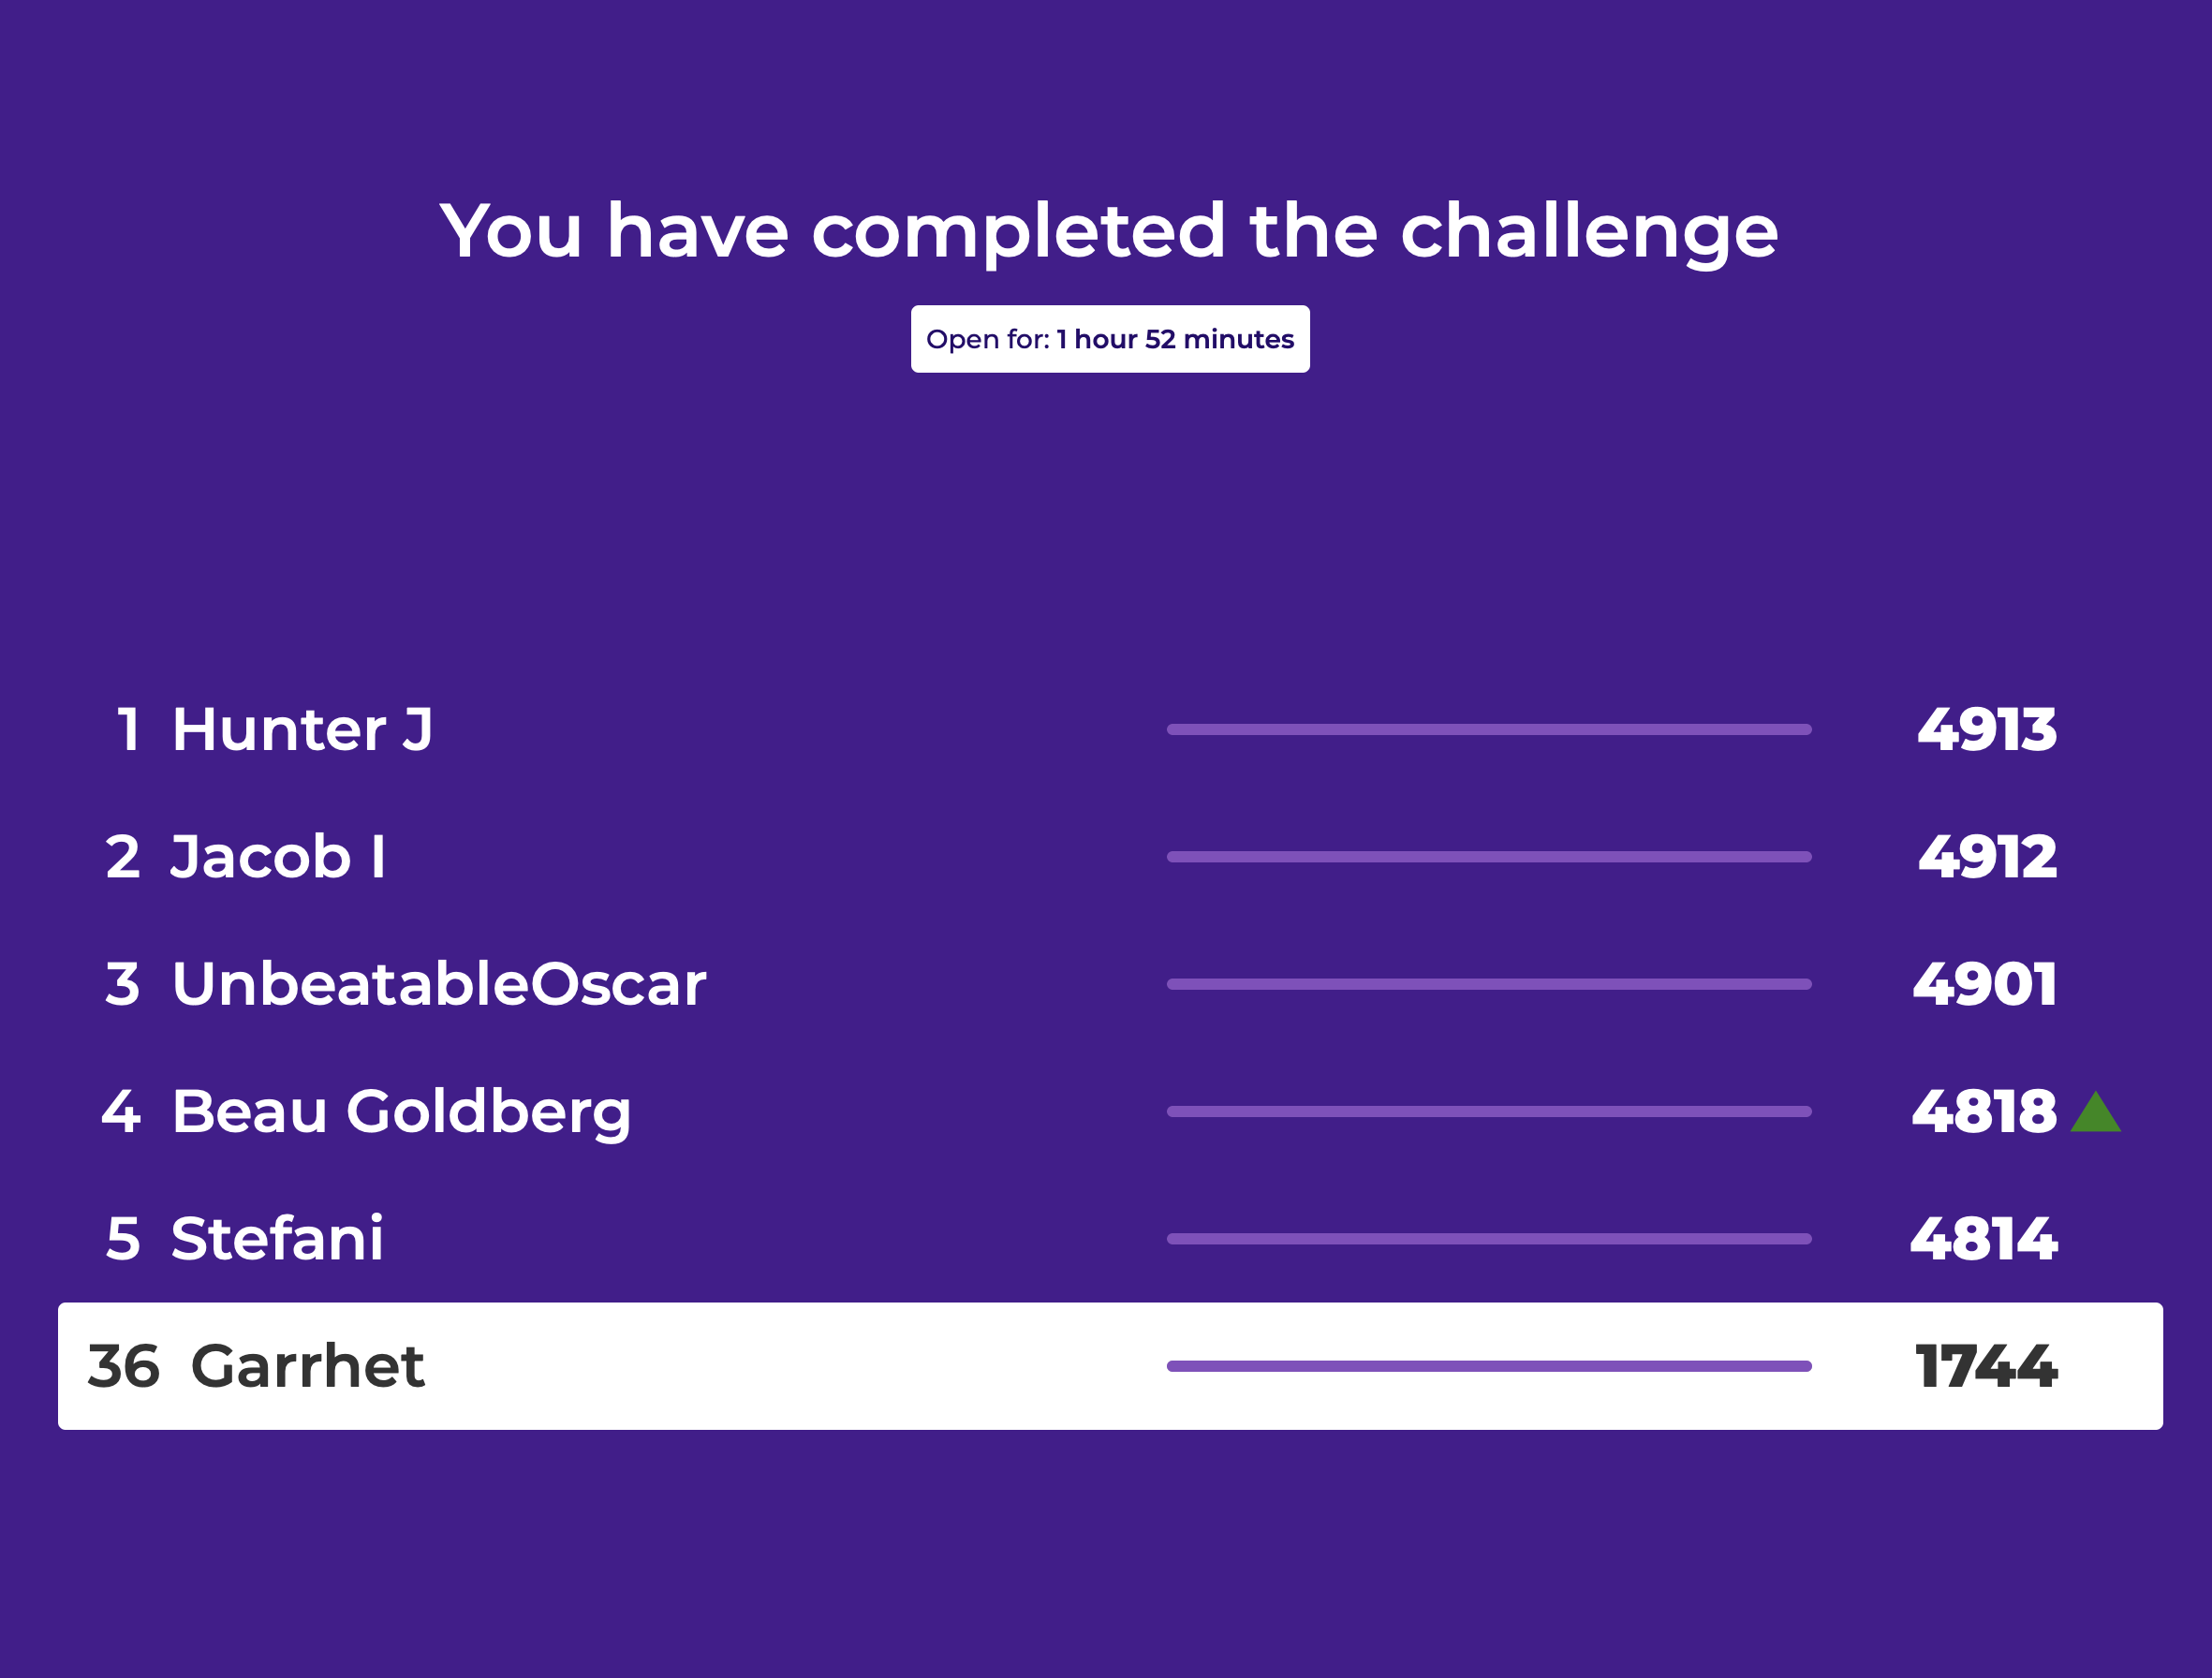 You have completed the challenge
Open for: 1 hour 52 minutes
1 Hunter J 4913
2 Jacob I 4912
3 UnbeatableOscar 4901
4 Beau Goldberg 4818
5 Stefani 4814
36 Garrhet 1744